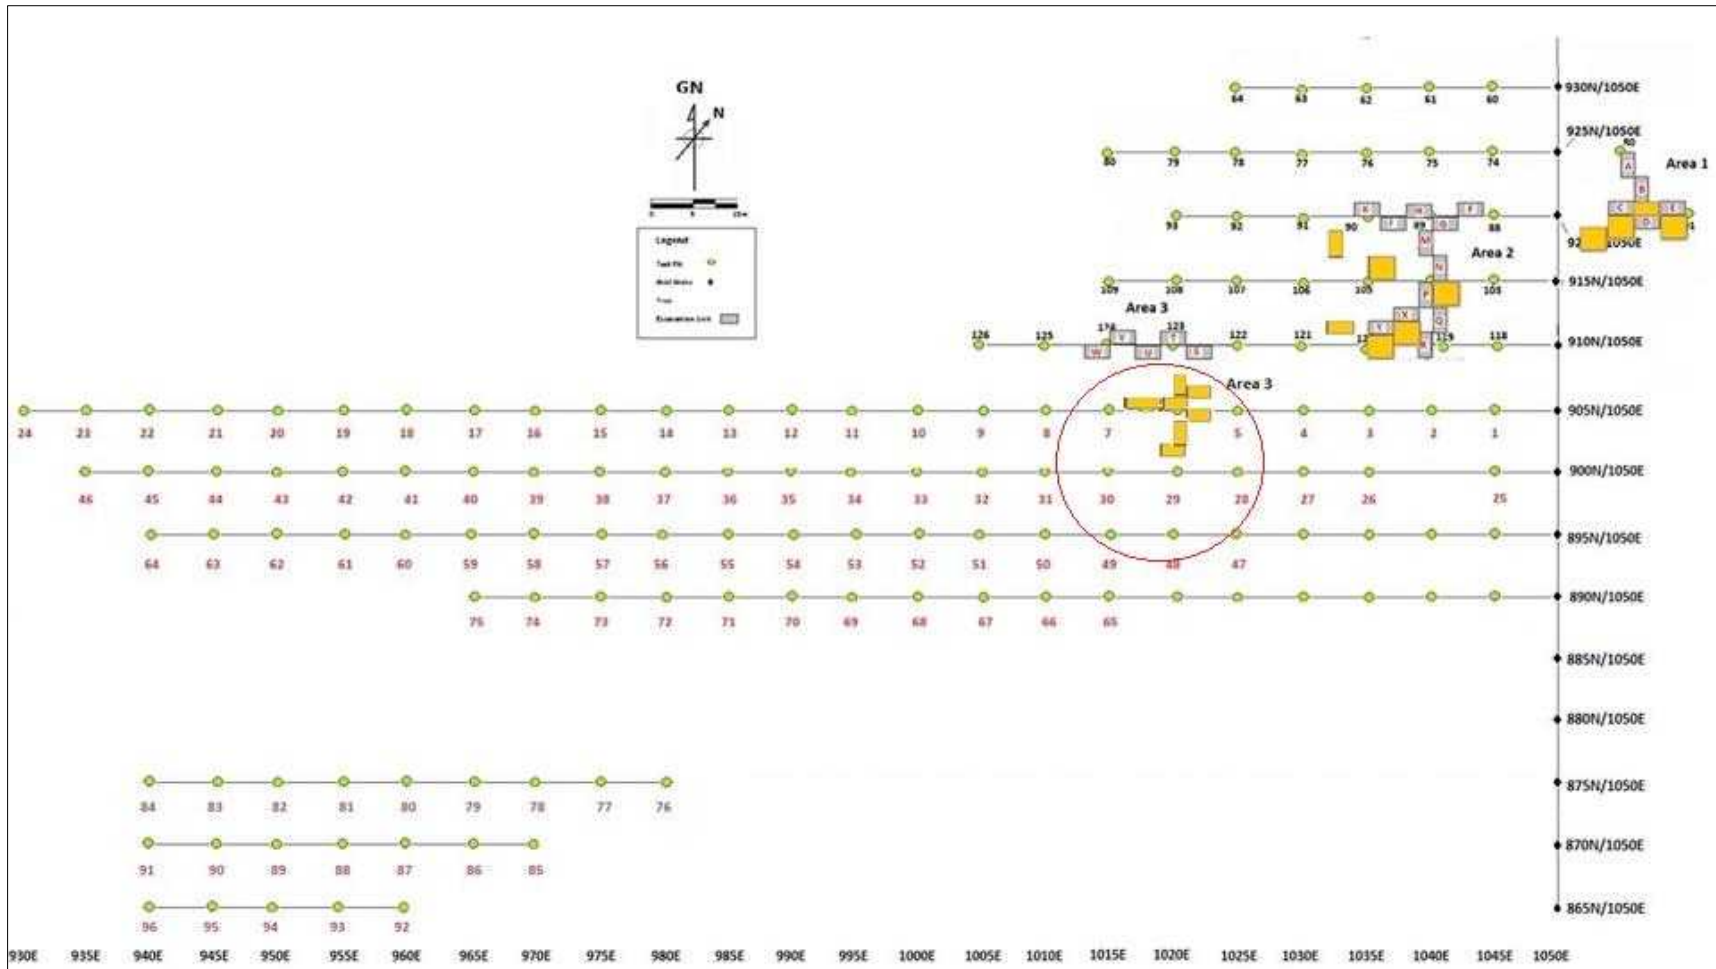 GN
N
Legend
Test Pit
Excavation Unit
930N/1050E
64 63 62 61 60
925N/1050E
80 79 78 77 76 75 74
50
Area 1
A
B
C E
D
93 92 91 90 89 88
Area 2
M
N
915N/1050E
109 108 107 106 105 103
P
X
Q
Y
Area 3
126 125 V 123 T 122 121 119 118
W U S R
910N/1050E
Area 3
905N/1050E
24 23 22 21 20 19 18 17 16 15 14 13 12 11 10 9 8 7 5 4 3 2 1
900N/1050E
46 45 44 43 42 41 40 39 38 37 36 35 34 33 32 31 30 29 28 27 26 25
895N/1050E
64 63 62 61 60 59 58 57 56 55 54 53 52 51 50 49 48 47
890N/1050E
75 74 73 72 71 70 69 68 67 66 65
885N/1050E
880N/1050E
875N/1050E
84 83 82 81 80 79 78 77 76
870N/1050E
91 90 89 88 87 86 85
865N/1050E
96 95 94 93 92
930E 935E 940E 945E 950E 955E 960E 965E 970E 975E 980E 985E 990E 995E 1000E 1005E 1010E 1015E 1020E 1025E 1030E 1035E 1040E 1045E 1050E